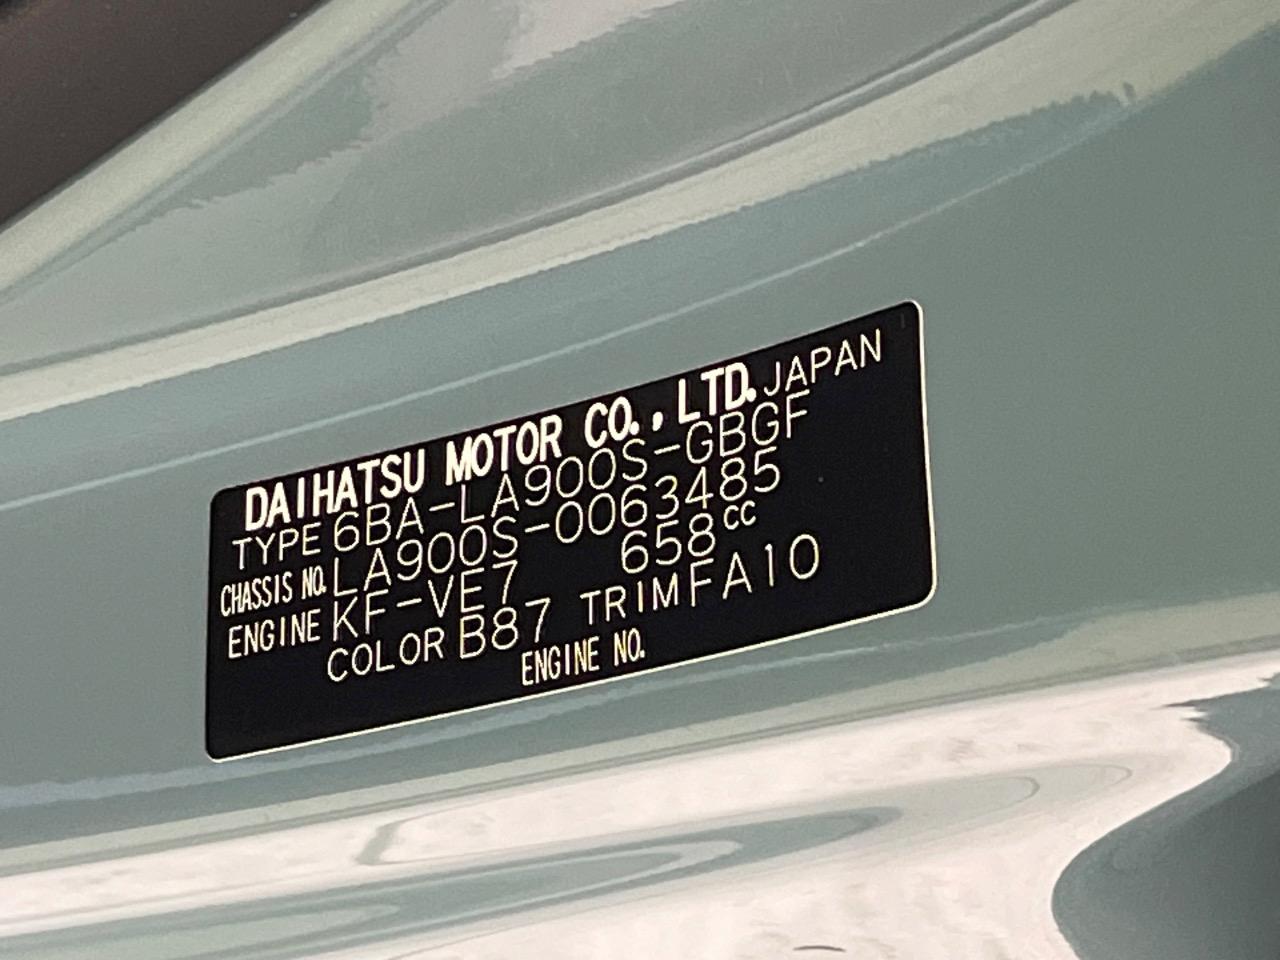 DAIHATSU MOTOR CO., LTD. JAPAN
TYPE 6BA-LA900S-GBGF
CHASSIS NO. LA900S-0063485
ENGINE KF-VE7 658cc
COLOR B87 TRIM FA10
ENGINE NO.